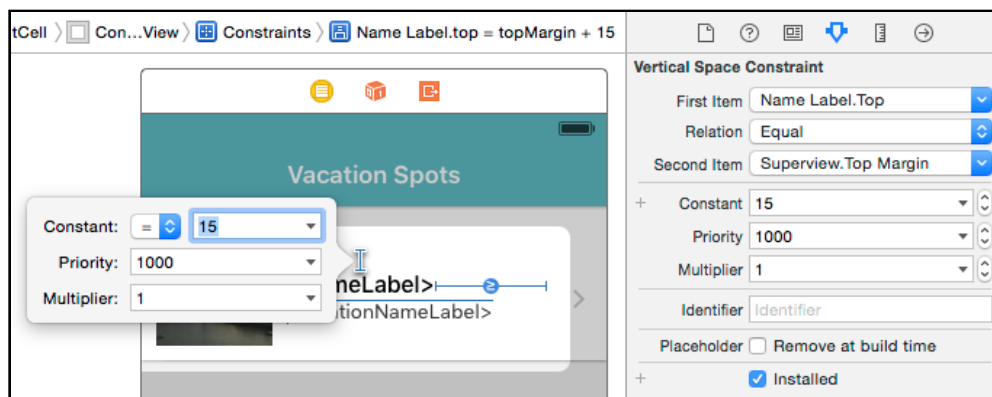 tCell 〉 Con...View 〉 Constraints 〉 Name Label.top = topMargin + 15
Vacation Spots
Constant: = 15
Priority: 1000
Multiplier: 1
meLabel>
tionNameLabel>
Vertical Space Constraint
First Item Name Label.Top
Relation Equal
Second Item Superview.Top Margin
+ Constant 15
Priority 1000
Multiplier 1
Identifier Identifier
Placeholder Remove at build time
+ Installed